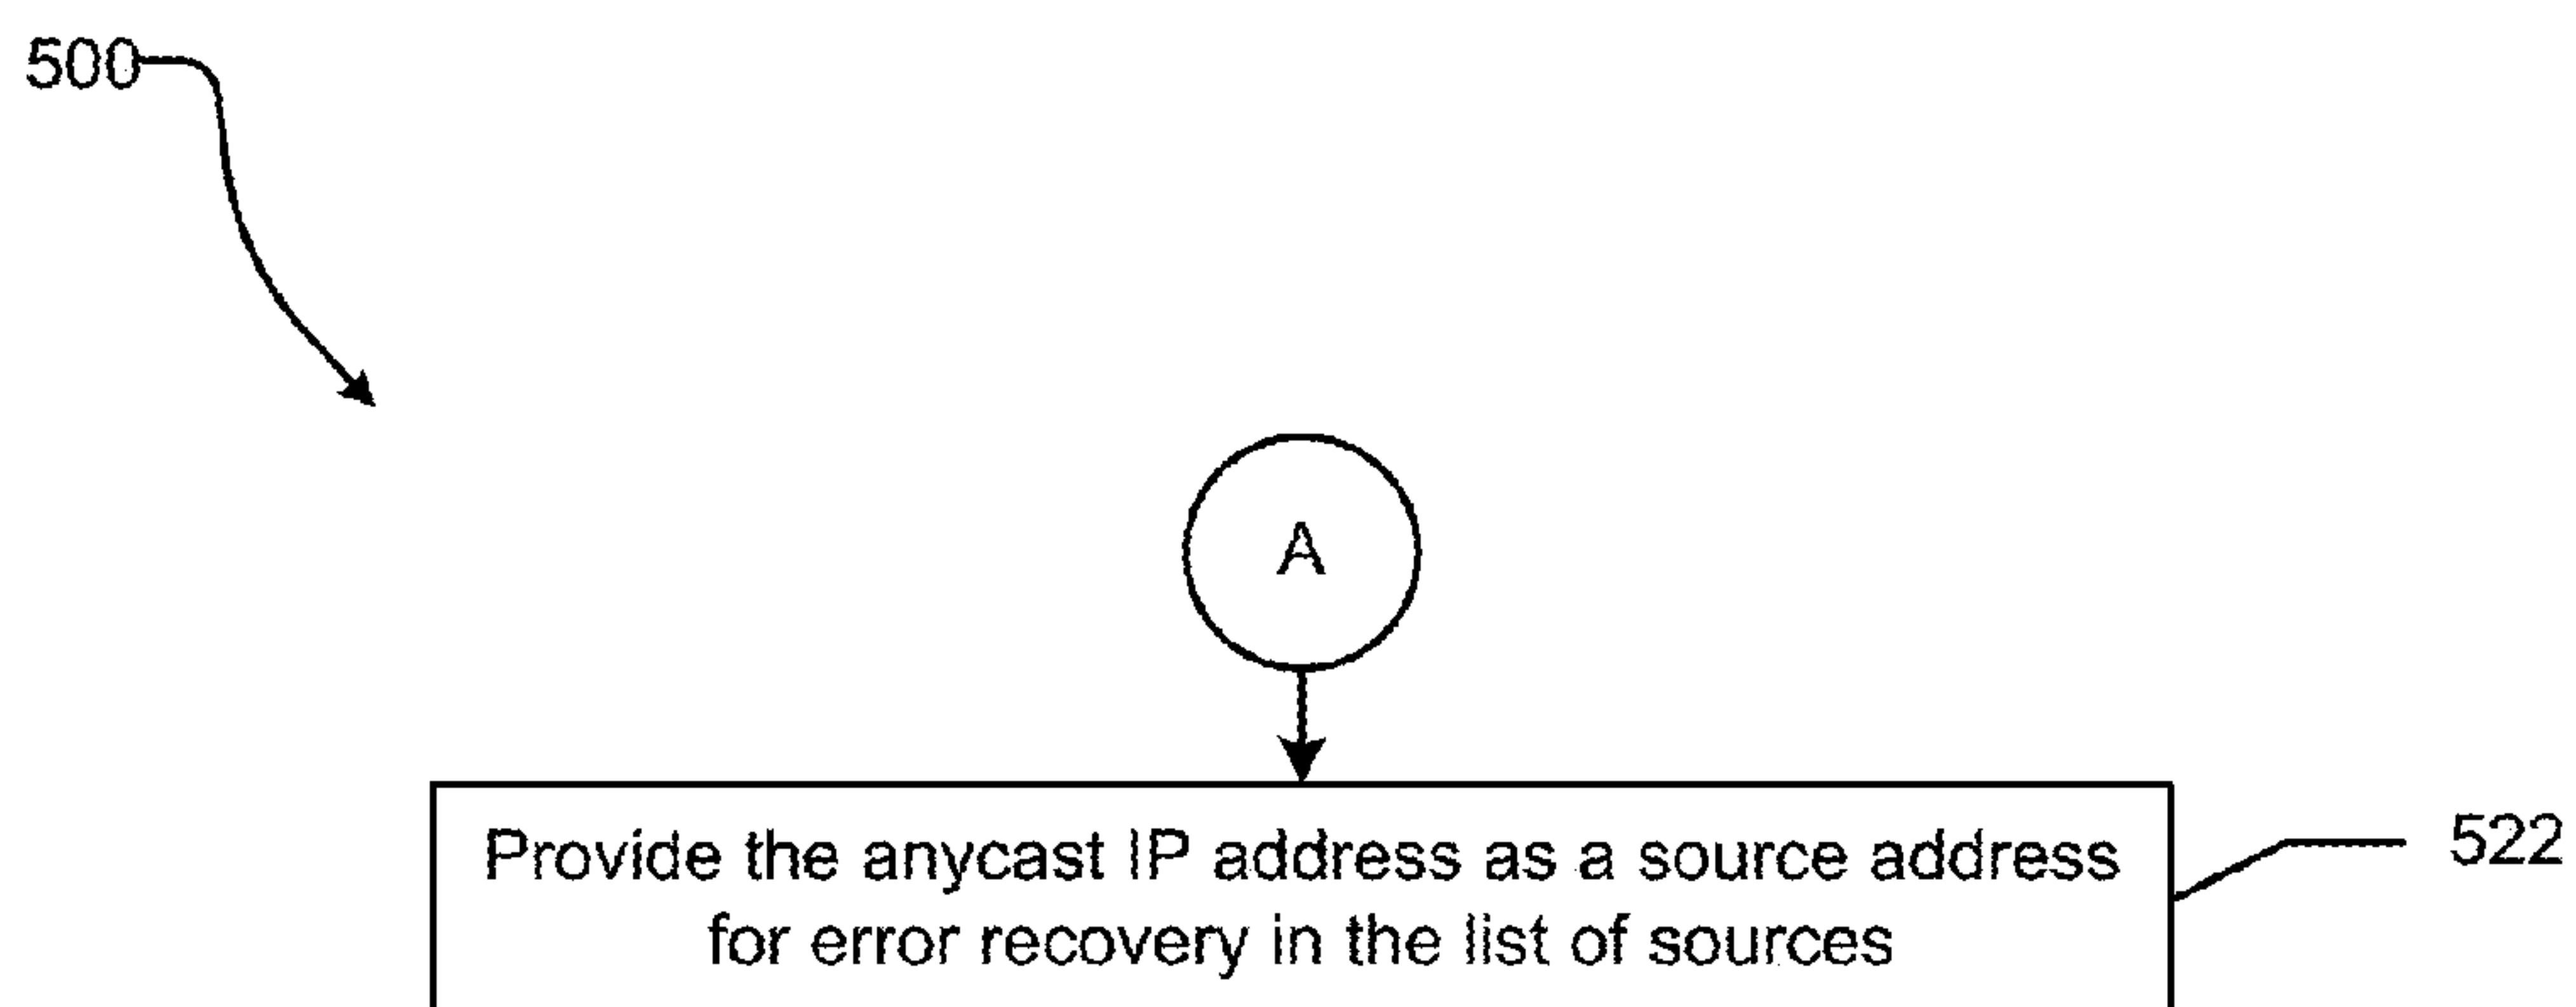 500
A
Provide the anycast IP address as a source address
for error recovery in the list of sources
522